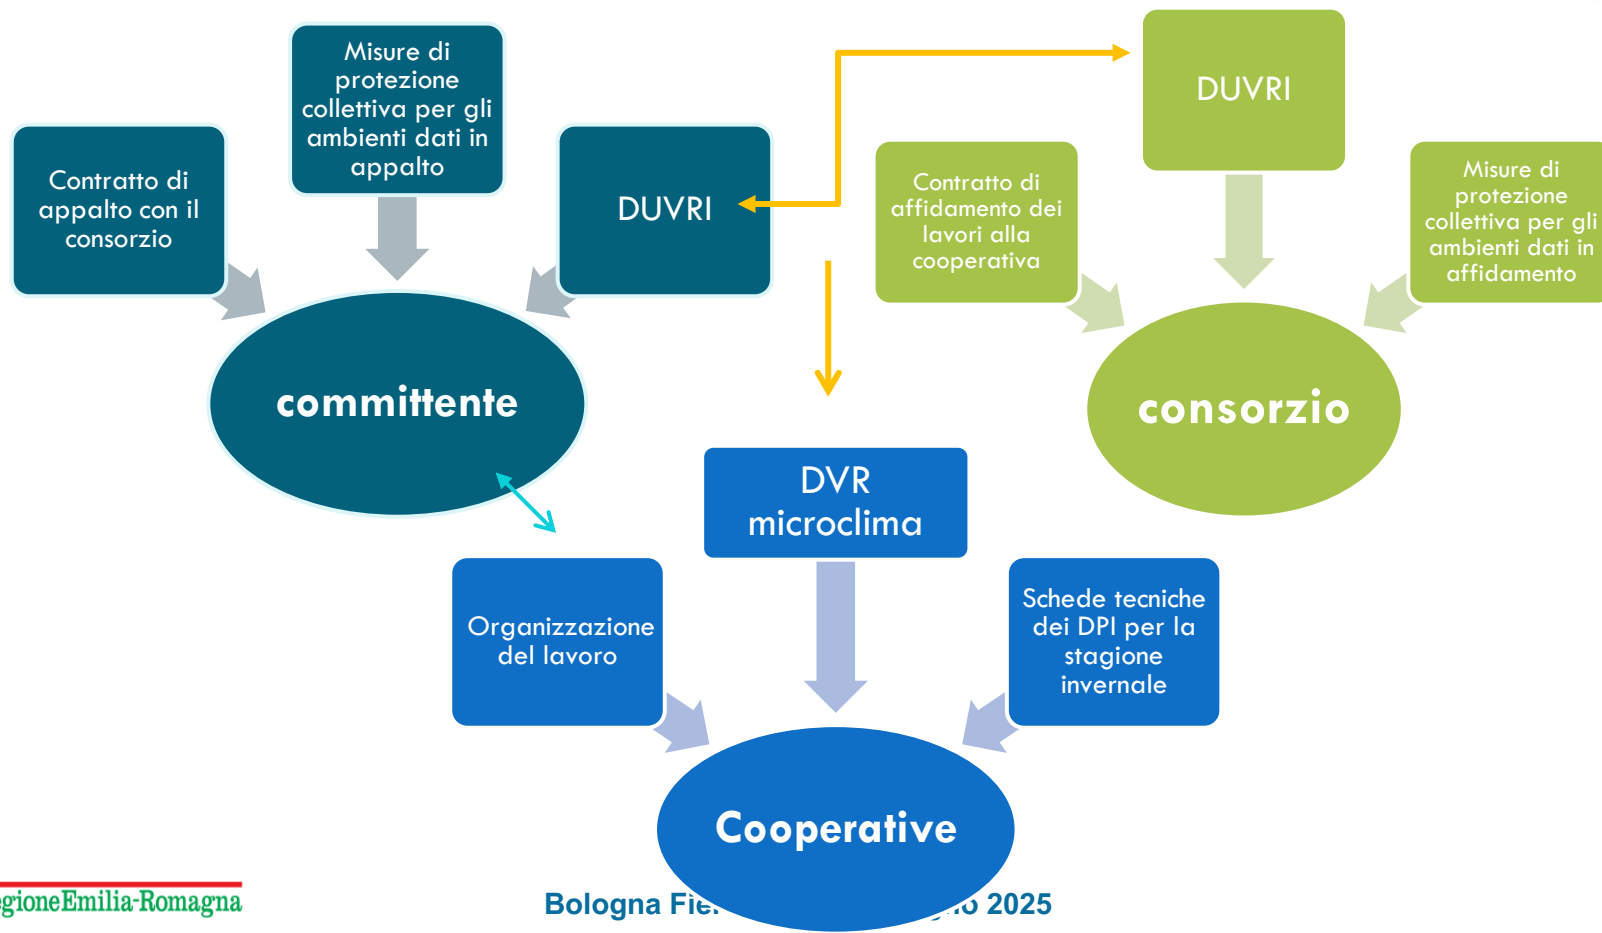 Misure di
protezione
collettiva per gli
ambienti dati in
appalto
Contratto di
appalto con il
consorzio
DUVRI
committente
DUVRI
Contratto di
affidamento dei
lavori alla
cooperativa
Misure di
protezione
collettiva per gli
ambienti dati in
affidamento
consorzio
DVR
microclima
Organizzazione
del lavoro
Schede tecniche
dei DPI per la
stagione
invernale
Cooperative
egioneEmilia-Romagna
Bologna 2025